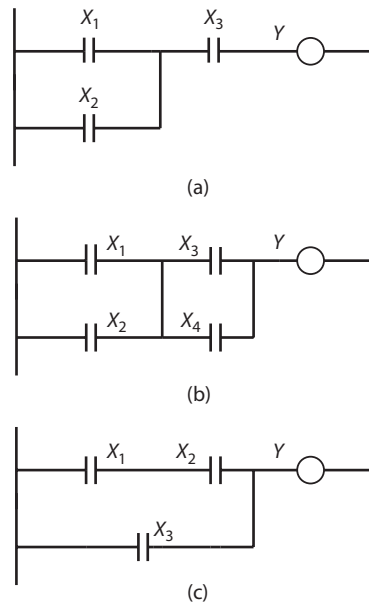 X₁ X₃ Y
X₂
(a)
X₁ X₃ Y
X₂ X₄
(b)
X₁ X₂ Y
X₃
(c)